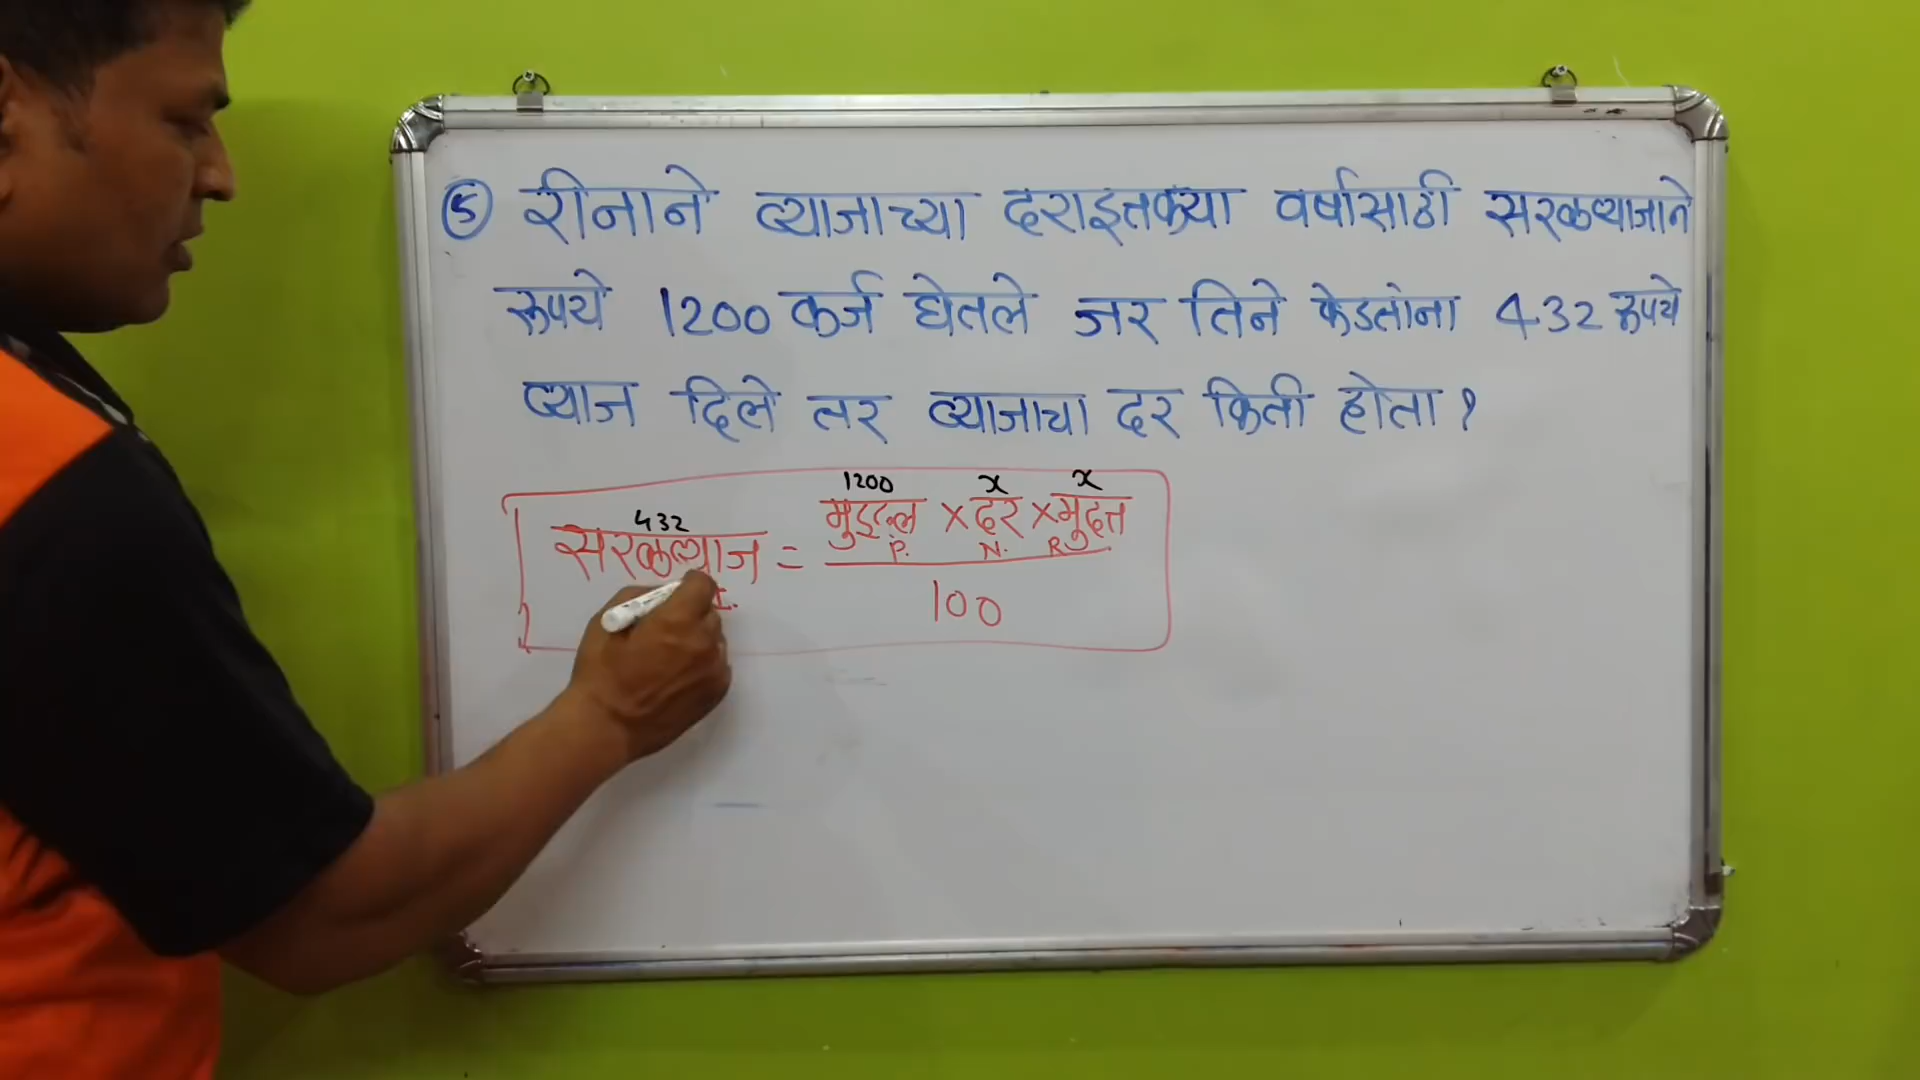 5 रीनाने व्याजाच्या दराइतक्या वर्षासाठी सरळव्याजाने
रूपये 1200 कर्ज घेतले जर तिने फेडतांना 432 रूपये
व्याज दिले तर व्याजाचा दर किती होता ?
1200 x x
432
सरळव्याज = मुद्दल × दर × मुदत
P. N. R
I.
100